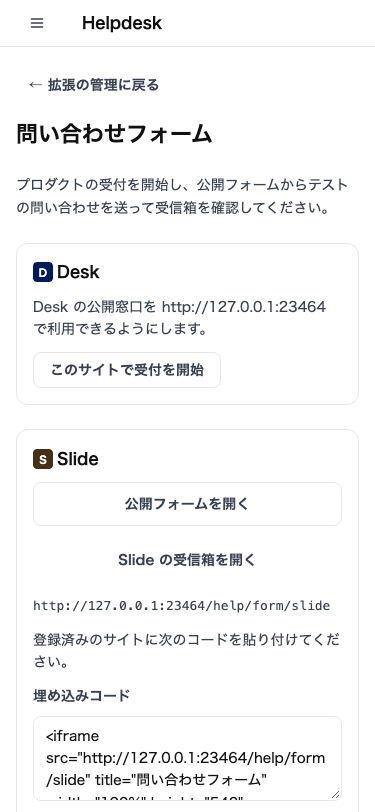 Helpdesk
← 拡張の管理に戻る
問い合わせフォーム
プロダクトの受付を開始し、公開フォームからテスト
の問い合わせを送って受信箱を確認してください。
D Desk
Desk の公開窓口を http://127.0.0.1:23464
で利用できるようにします。
このサイトで受付を開始
S Slide
公開フォームを開く
Slide の受信箱を開く
http://127.0.0.1:23464/help/form/slide
登録済みのサイトに次のコードを貼り付けてくだ
さい。
埋め込みコード
<iframe
src="http://127.0.0.1:23464/help/form
/slide" title="問い合わせフォーム"